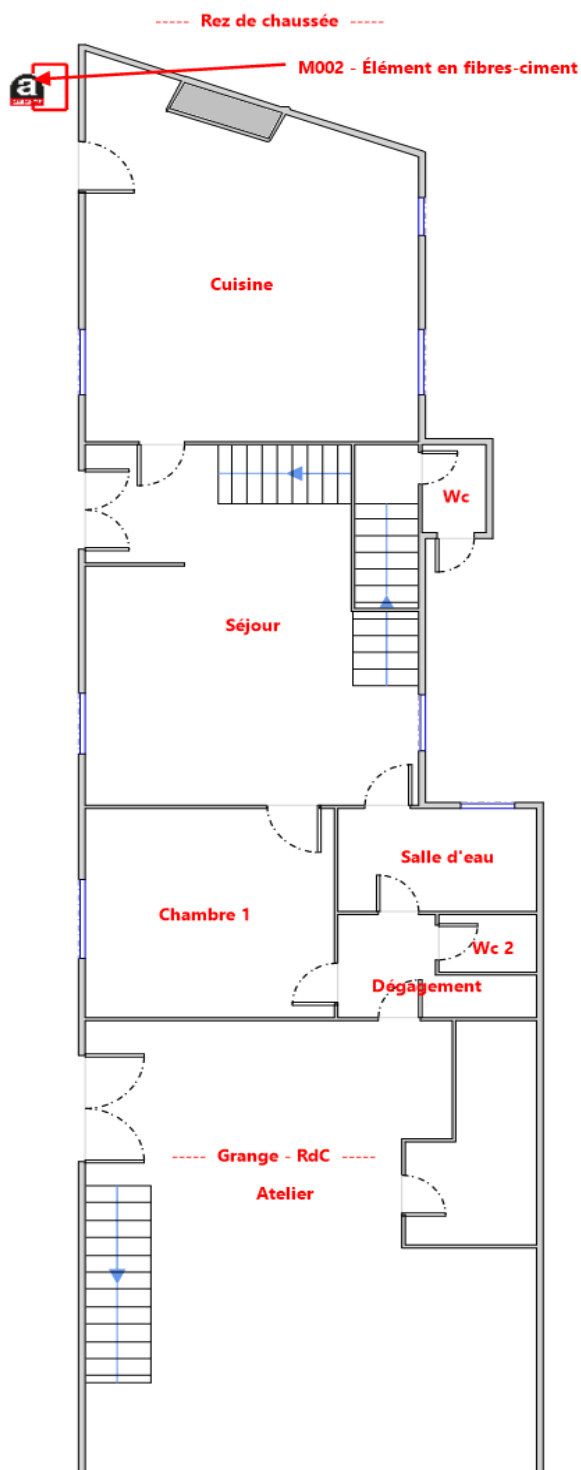 ----- Rez de chaussée -----
M002 - Élément en fibres-ciment
a
Cuisine
Wc
Séjour
Salle d'eau
Chambre 1
Wc 2
Dégagement
----- Grange - RdC -----
Atelier